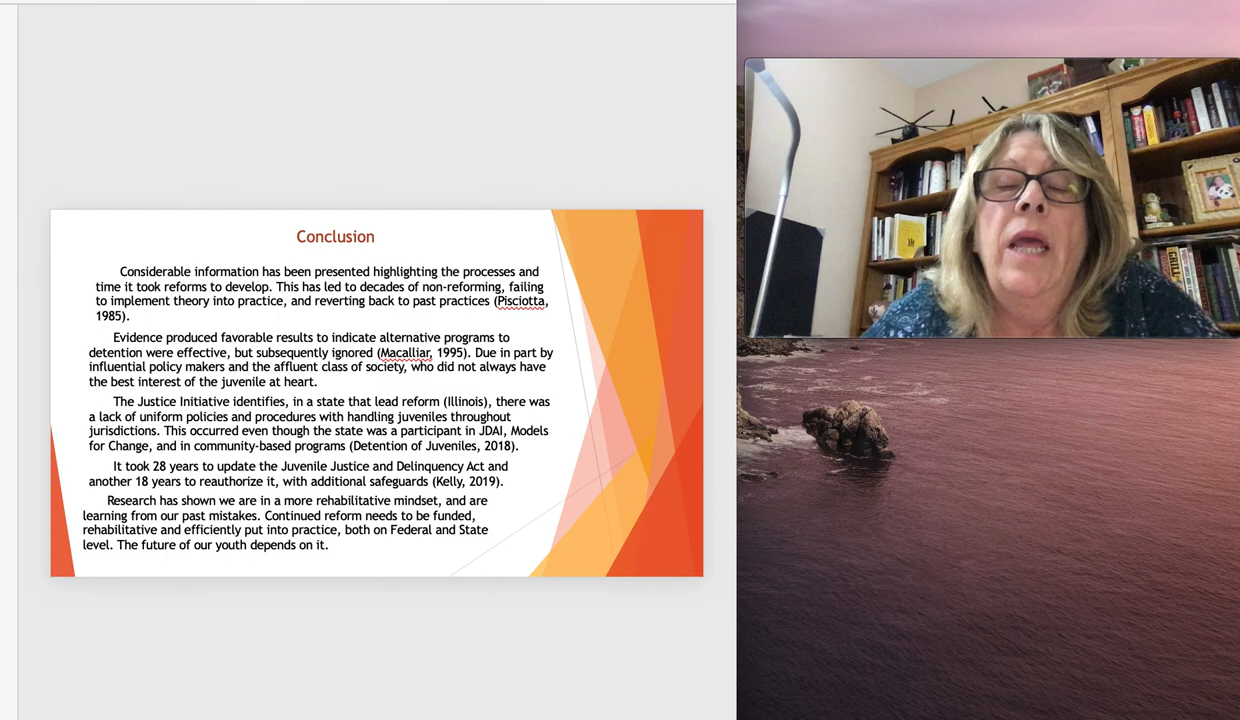 Conclusion
Considerable information has been presented highlighting the processes and
time it took reforms to develop. This has led to decades of non-reforming, failing
to implement theory into practice, and reverting back to past practices (Pisciotta,
1985).
Evidence produced favorable results to indicate alternative programs to
detention were effective, but subsequently ignored (Macalliar, 1995). Due in part by
influential policy makers and the affluent class of society, who did not always have
the best interest of the juvenile at heart.
The Justice Initiative identifies, in a state that lead reform (Illinois), there was
a lack of uniform policies and procedures with handling juveniles throughout
jurisdictions. This occurred even though the state was a participant in JDAI, Models
for Change, and in community-based programs (Detention of Juveniles, 2018).
It took 28 years to update the Juvenile Justice and Delinquency Act and
another 18 years to reauthorize it, with additional safeguards (Kelly, 2019).
Research has shown we are in a more rehabilitative mindset, and are
learning from our past mistakes. Continued reform needs to be funded,
rehabilitative and efficiently put into practice, both on Federal and State
level. The future of our youth depends on it.